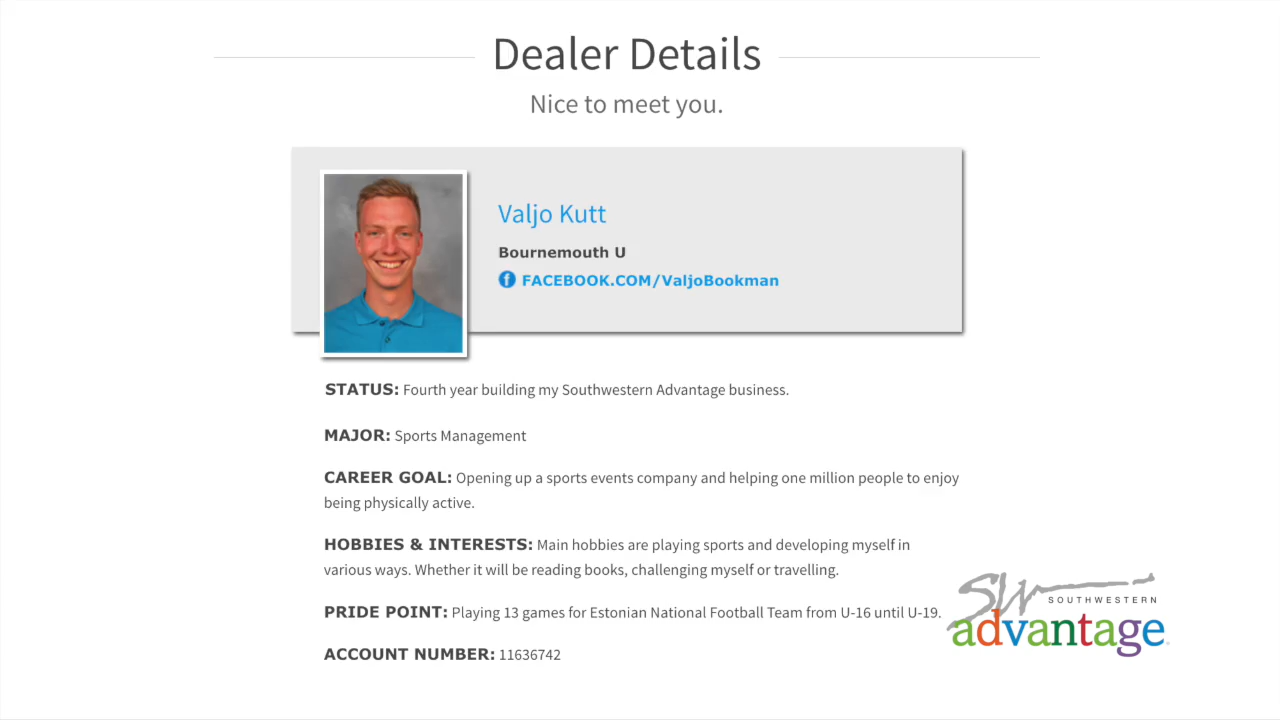 Dealer Details
Nice to meet you.
Valjo Kutt
Bournemouth U
FACEBOOK.COM/ValjoBookman
STATUS: Fourth year building my Southwestern Advantage business.
MAJOR: Sports Management
CAREER GOAL: Opening up a sports events company and helping one million people to enjoy
being physically active.
HOBBIES & INTERESTS: Main hobbies are playing sports and developing myself in
various ways. Whether it will be reading books, challenging myself or travelling.
PRIDE POINT: Playing 13 games for Estonian National Football Team from U-16 until U-19.
ACCOUNT NUMBER: 11636742
SW SOUTHWESTERN
advantage